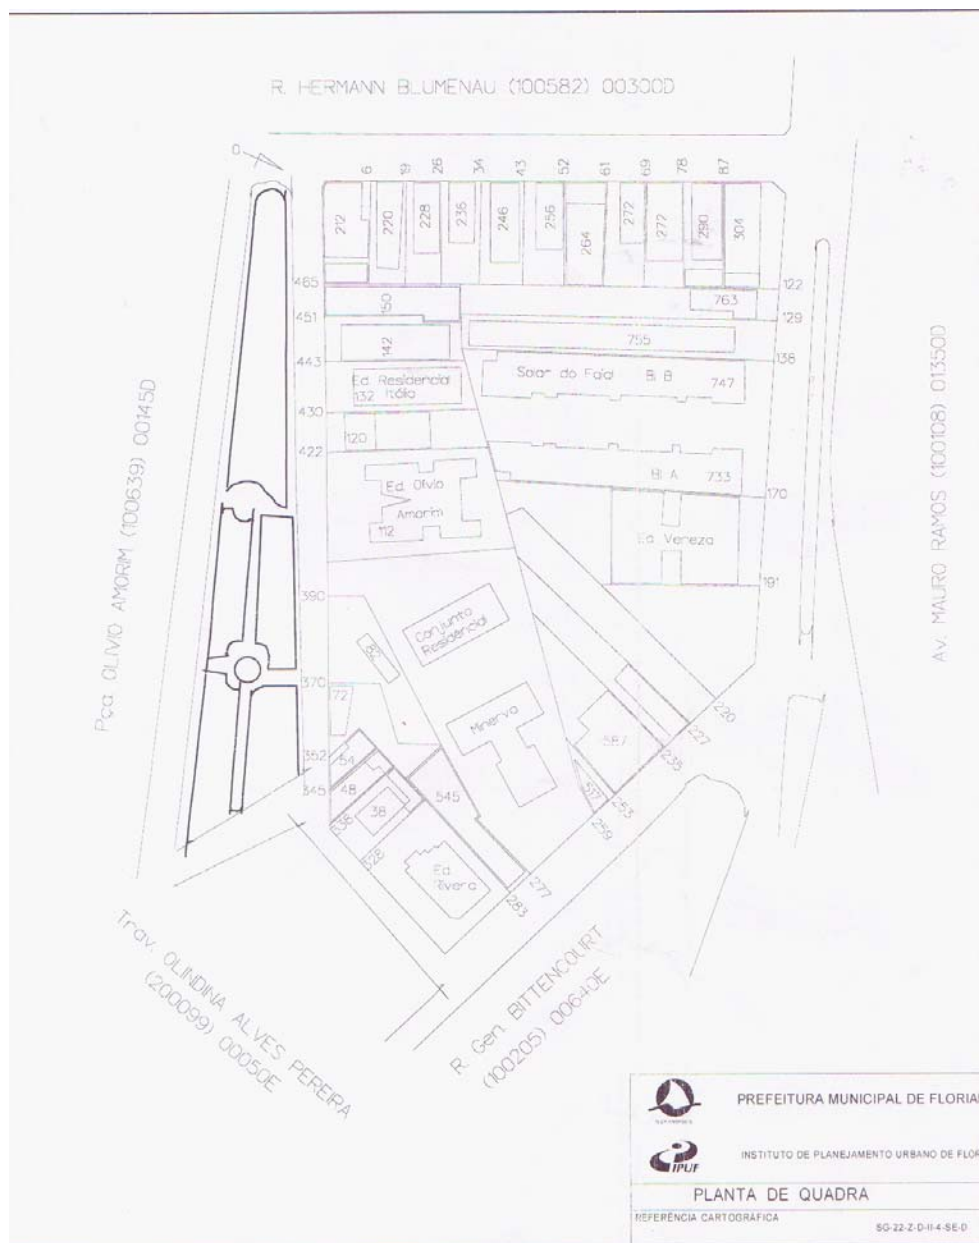 R. HERMANN BLUMENAU (100582) 00300D
0
6
19
26
34
43
52
61
69
78
87
212
220
228
236
246
256
264
272
272
290
304
465
150
763
122
451
129
142
755
443
138
Ed. Residencial
Itália
132
Solar do Faial Bl. B 747
430
120
422
Bl. A 733
170
Ed. Olívio
Amorim
112
Ed. Veneza
191
Pça. OLIVIO AMORIM (100639) 00145D
AV. MAURO RAMOS (100108) 01350D
390
Conjunto
Residencial
82
370
72
Minerva
220
227
235
587
352
54
345
48
545
517
253
259
338
38
328
Ed.
Rivera
277
283
Trav. OLINDINA ALVES PEREIRA
(200099) 00050E
R. Gen. BITTENCOURT
(100205) 00640E
PREFEITURA MUNICIPAL DE FLORIA
IPUF
INSTITUTO DE PLANEJAMENTO URBANO DE FLOR
PLANTA DE QUADRA
REFERÊNCIA CARTOGRÁFICA
SG-22-Z-D-II-4-SE-D